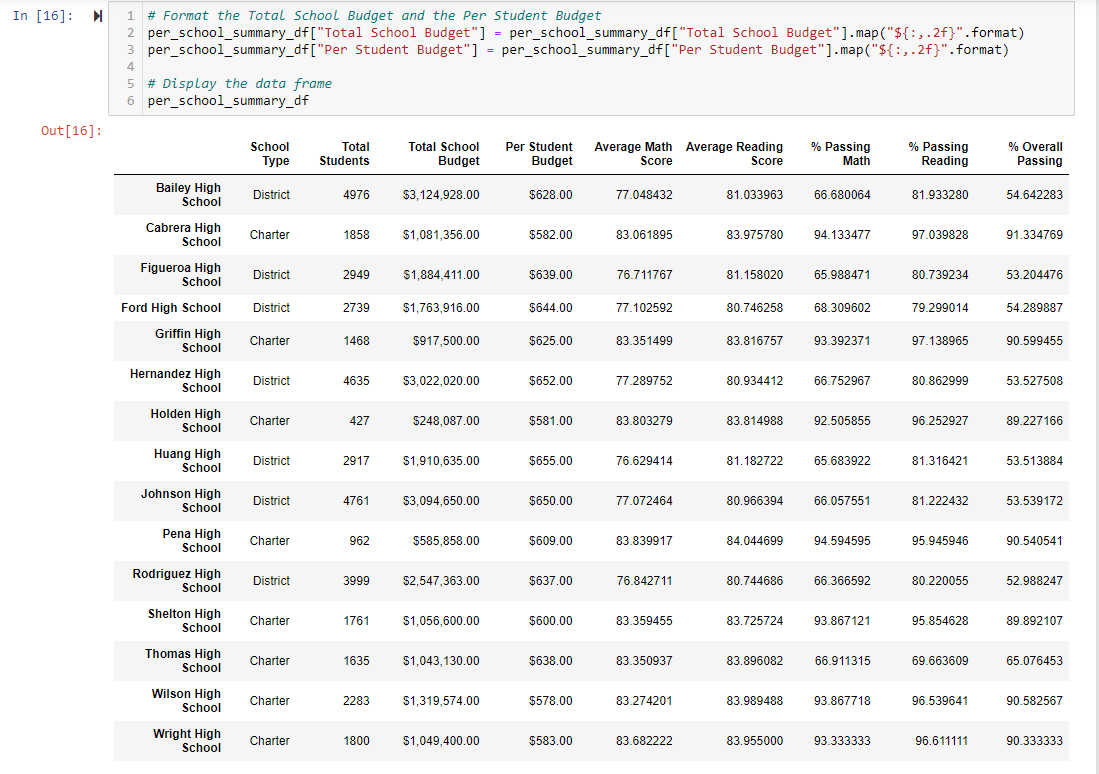 In [16]:
1 # Format the Total School Budget and the Per Student Budget
2 per_school_summary_df["Total School Budget"] = per_school_summary_df["Total School Budget"].map("${:,.2f}".format)
3 per_school_summary_df["Per Student Budget"] = per_school_summary_df["Per Student Budget"].map("${:,.2f}".format)
4
5 # Display the data frame
6 per_school_summary_df
Out[16]:
School Type Total Students Total School Budget Per Student Budget Average Math Score Average Reading Score % Passing Math % Passing Reading % Overall Passing
Bailey High School District 4976 $3,124,928.00 $628.00 77.048432 81.033963 66.680064 81.933280 54.642283
Cabrera High School Charter 1858 $1,081,356.00 $582.00 83.061895 83.975780 94.133477 97.039828 91.334769
Figueroa High School District 2949 $1,884,411.00 $639.00 76.711767 81.158020 65.988471 80.739234 53.204476
Ford High School District 2739 $1,763,916.00 $644.00 77.102592 80.746258 68.309602 79.299014 54.289887
Griffin High School Charter 1468 $917,500.00 $625.00 83.351499 83.816757 93.392371 97.138965 90.599455
Hernandez High School District 4635 $3,022,020.00 $652.00 77.289752 80.934412 66.752967 80.862999 53.527508
Holden High School Charter 427 $248,087.00 $581.00 83.803279 83.814988 92.505855 96.252927 89.227166
Huang High School District 2917 $1,910,635.00 $655.00 76.629414 81.182722 65.683922 81.316421 53.513884
Johnson High School District 4761 $3,094,650.00 $650.00 77.072464 80.966394 66.057551 81.222432 53.539172
Pena High School Charter 962 $585,858.00 $609.00 83.839917 84.044699 94.594595 95.945946 90.540541
Rodriguez High School District 3999 $2,547,363.00 $637.00 76.842711 80.744686 66.366592 80.220055 52.988247
Shelton High School Charter 1761 $1,056,600.00 $600.00 83.359455 83.725724 93.867121 95.854628 89.892107
Thomas High School Charter 1635 $1,043,130.00 $638.00 83.350937 83.896082 66.911315 69.663609 65.076453
Wilson High School Charter 2283 $1,319,574.00 $578.00 83.274201 83.989488 93.867718 96.539641 90.582567
Wright High School Charter 1800 $1,049,400.00 $583.00 83.682222 83.955000 93.333333 96.611111 90.333333